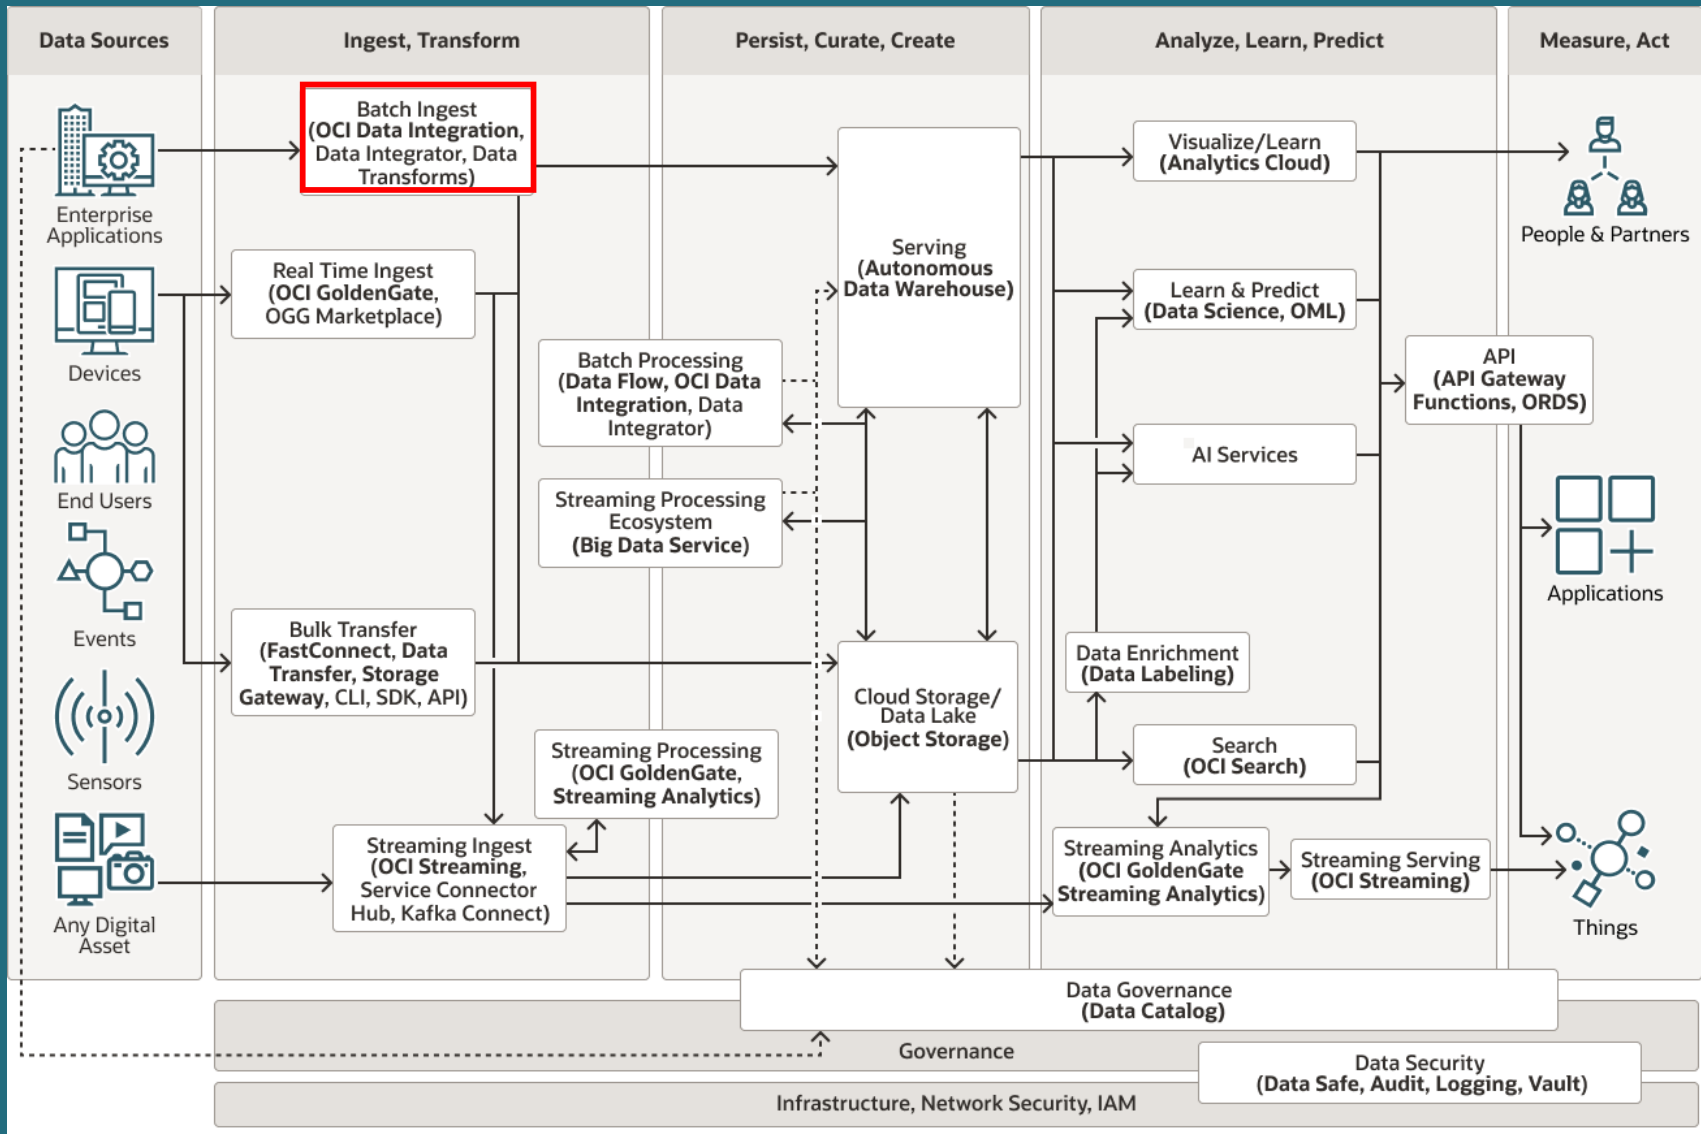 Data Sources
Ingest, Transform
Persist, Curate, Create
Analyze, Learn, Predict
Measure, Act
Enterprise
Applications
Devices
End Users
Events
Sensors
Any Digital
Asset
Batch Ingest
(OCI Data Integration,
Data Integrator, Data
Transforms)
Real Time Ingest
(OCI GoldenGate,
OGG Marketplace)
Bulk Transfer
(FastConnect, Data
Transfer, Storage
Gateway, CLI, SDK, API)
Streaming Ingest
(OCI Streaming,
Service Connector
Hub, Kafka Connect)
Batch Processing
(Data Flow, OCI Data
Integration, Data
Integrator)
Streaming Processing
Ecosystem
(Big Data Service)
Streaming Processing
(OCI GoldenGate,
Streaming Analytics)
Serving
(Autonomous
Data Warehouse)
Cloud Storage/
Data Lake
(Object Storage)
Visualize/Learn
(Analytics Cloud)
Learn & Predict
(Data Science, OML)
AI Services
Data Enrichment
(Data Labeling)
Search
(OCI Search)
Streaming Analytics
(OCI GoldenGate
Streaming Analytics)
Streaming Serving
(OCI Streaming)
API
(API Gateway
Functions, ORDS)
People & Partners
Applications
Things
Data Governance
(Data Catalog)
Governance
Data Security
(Data Safe, Audit, Logging, Vault)
Infrastructure, Network Security, IAM